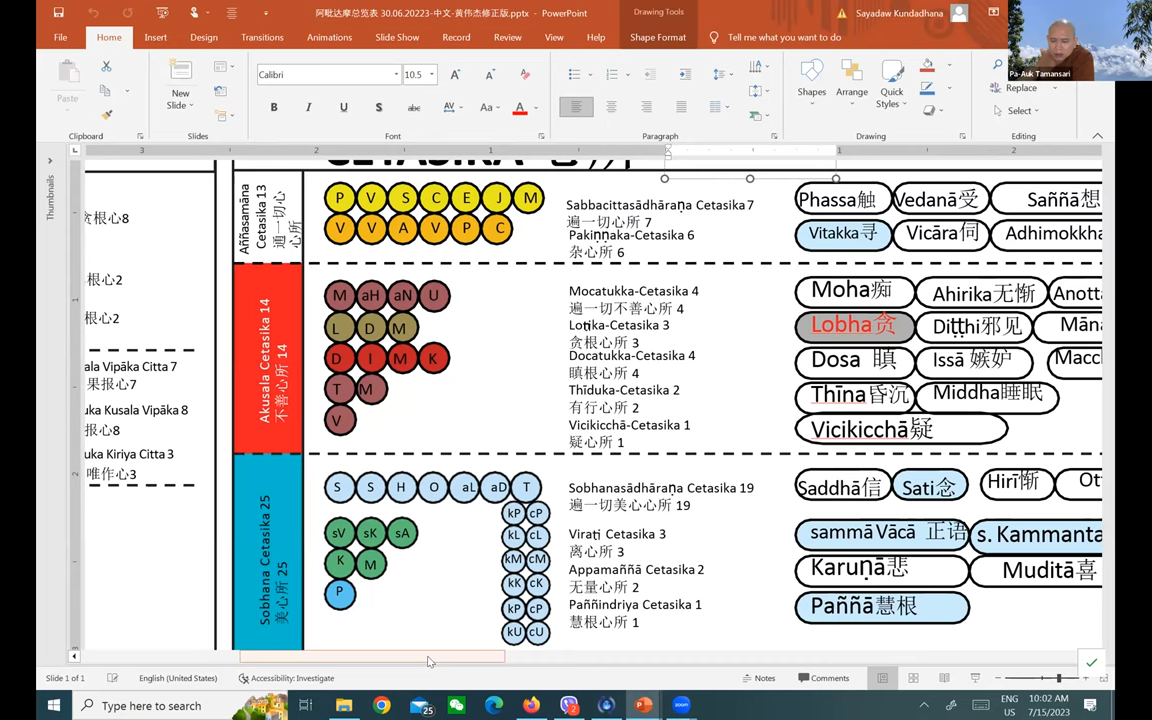 阿毗达摩总览表 30.06.20223-中文-黄伟杰修正版.pptx - PowerPoint
Drawing Tools
Sayadaw Kundadhana
File
Home
Insert
Design
Transitions
Animations
Slide Show
Record
Review
View
Help
Shape Format
Tell me what you want to do
Pa-Auk Tamansari
Paste
New
Slide
Calibri
10.5
B
I
U
S
abc
AV
Aa
A
Shapes
Arrange
Quick
Styles
Replace
Select
Clipboard
Slides
Font
Paragraph
Drawing
Editing
3
2
1
1
2
Thumbnails
贪根心8
根心2
根心2
ala Vipāka Citta 7
果报心7
uka Kusala Vipāka 8
报心8
uka Kiriya Citta 3
唯作心3
Aññasamāna
Cetasika 13
通一切心
心所
P V S C E J M
V V A V P C
Sabbacittasādhāraṇa Cetasika7
遍一切心所 7
Pakiṇṇaka-Cetasika 6
杂心所 6
Phassa触 Vedanā受 Saññā想
Vitakka寻 Vicāra伺 Adhimokkha
Akusala Cetasika 14
不善心所 14
M aH aN U
L D M
D I M K
T M
V
Mocatukka-Cetasika 4
遍一切不善心所 4
Lotika-Cetasika 3
贪根心所 3
Docatukka-Cetasika 4
瞋根心所 4
Thīduka-Cetasika 2
有行心所 2
Vicikicchā-Cetasika 1
疑心所 1
Moha痴 Ahirika无惭 Anotta
Lobha贪 Diṭṭhi邪见 Māna
Dosa 瞋 Issā 嫉妒 Macc
Thīna昏沉 Middha睡眠
Vicikicchā疑
Sobhana Cetasika 25
美心所 25
S S H O aL aD T
kP cP
kL cL
kM cM
kK cK
kP cP
kU cU
sV sK sA
K M
P
Sobhanasādhāraṇa Cetasika 19
遍一切美心心所 19
Virati Cetasika 3
离心所 3
Appamaññā Cetasika 2
无量心所 2
Paññindriya Cetasika 1
慧根心所 1
Saddhā信 Sati念 Hirī惭 Ot
sammāVācā 正语 s. Kammanta
Karuṇā悲 Muditā喜
Paññā慧根
Slide 1 of 1
English (United States)
Accessibility: Investigate
Notes
Comments
Type here to search
25
2
zoom
ENG
US
10:02 AM
7/15/2023